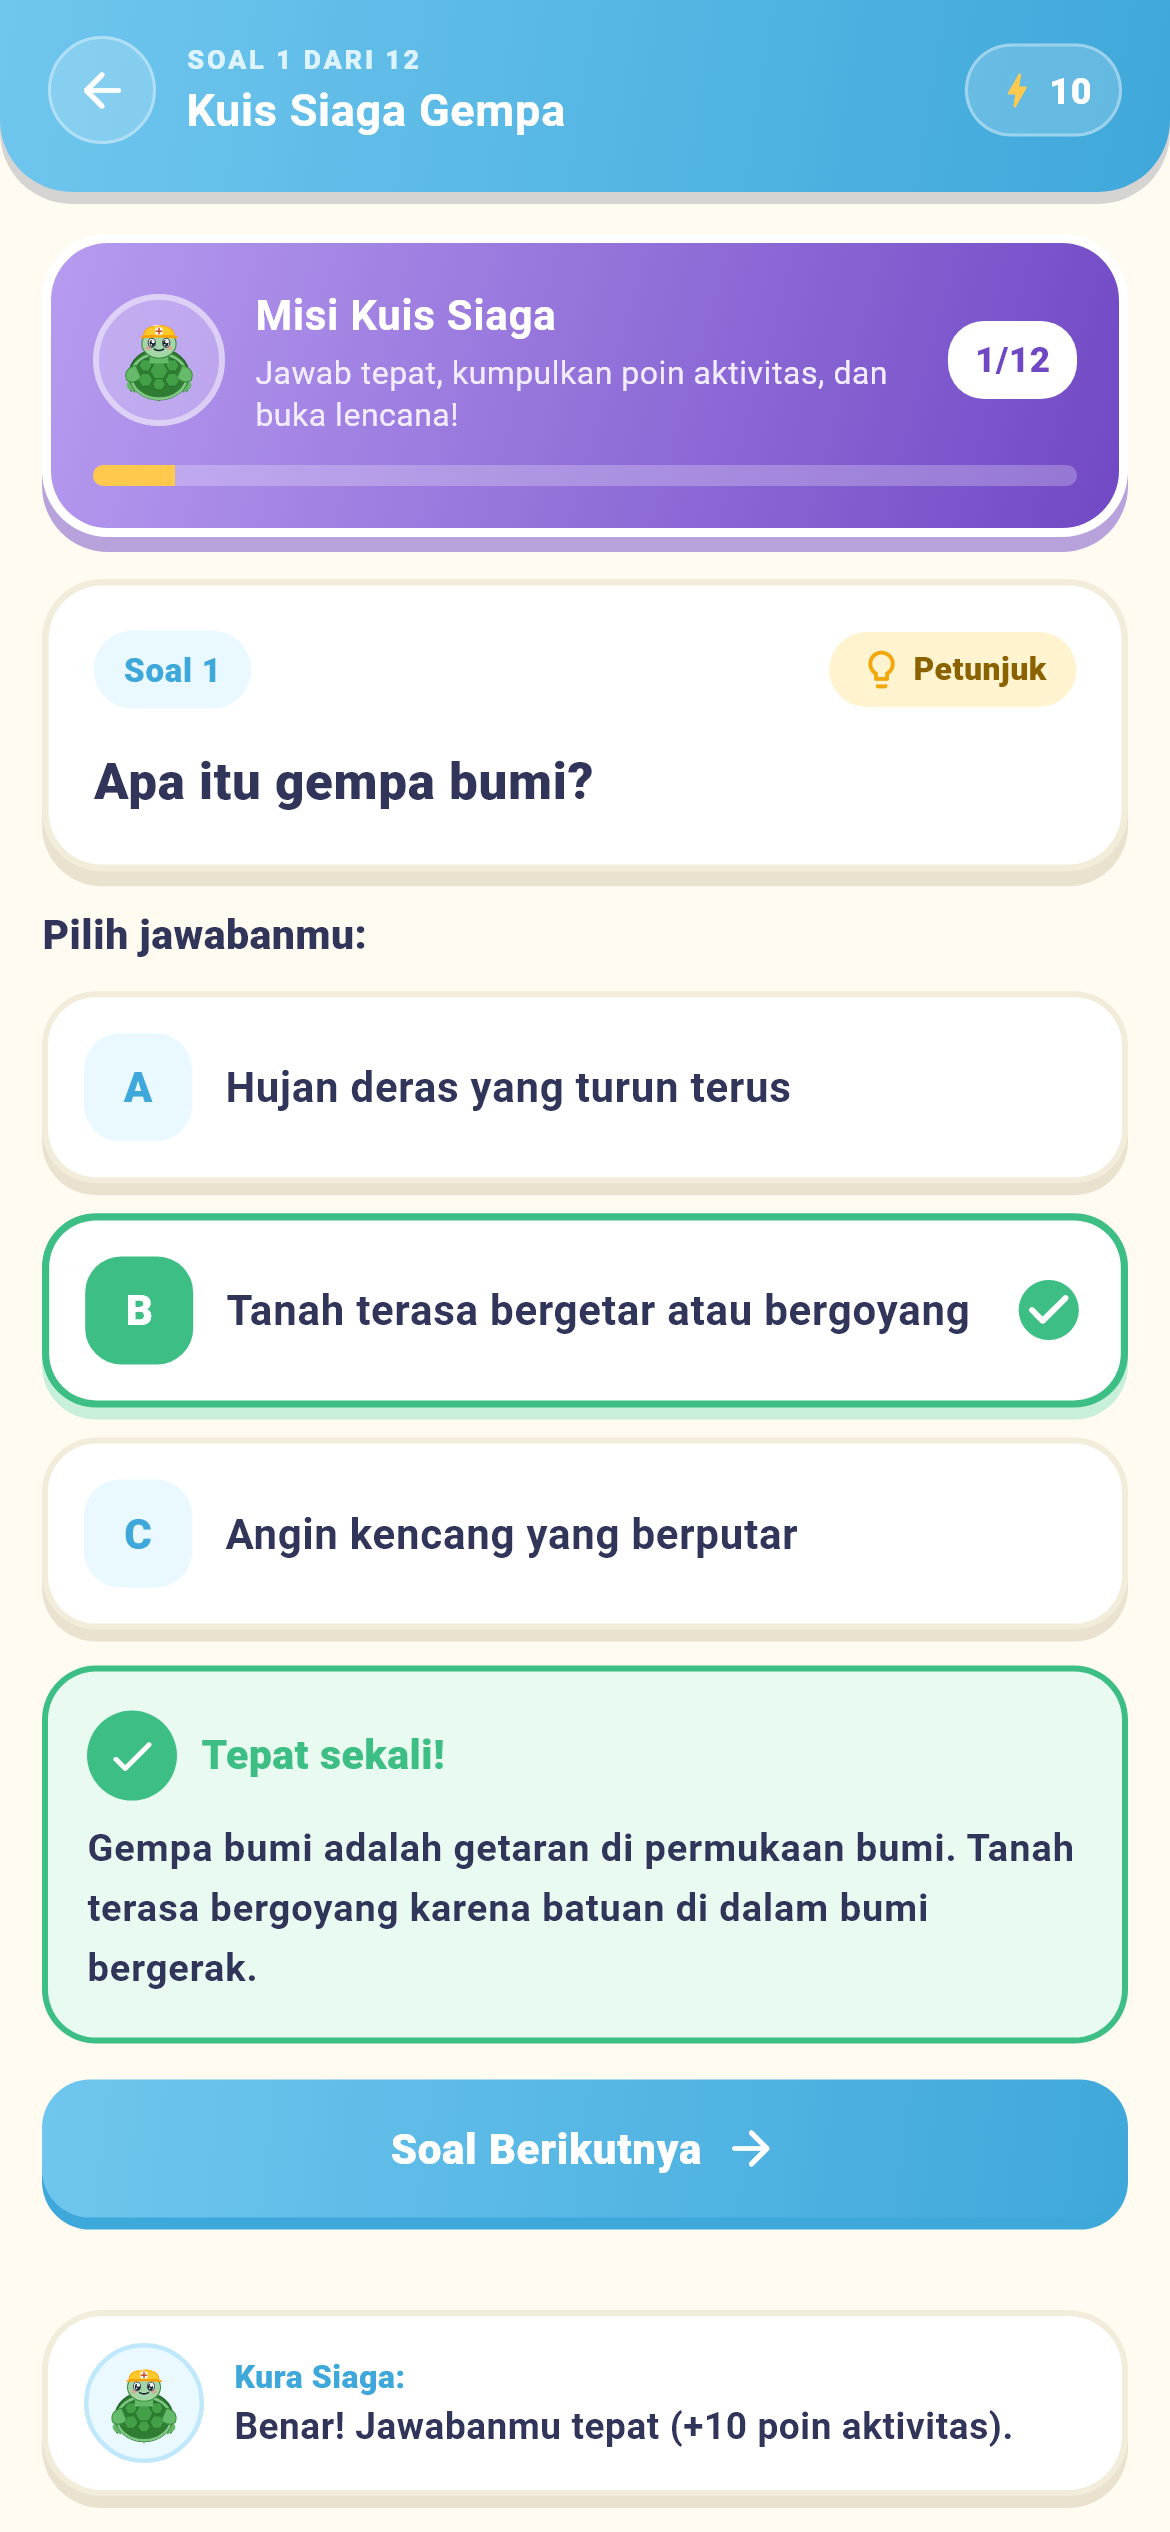 SOAL 1 DARI 12
Kuis Siaga Gempa
10
Misi Kuis Siaga
Jawab tepat, kumpulkan poin aktivitas, dan
buka lencana!
1/12
Soal 1
Petunjuk
Apa itu gempa bumi?
Pilih jawabanmu:
A
Hujan deras yang turun terus
B
Tanah terasa bergetar atau bergoyang
C
Angin kencang yang berputar
Tepat sekali!
Gempa bumi adalah getaran di permukaan bumi. Tanah
terasa bergoyang karena batuan di dalam bumi
bergerak.
Soal Berikutnya
Kura Siaga:
Benar! Jawabanmu tepat (+10 poin aktivitas).